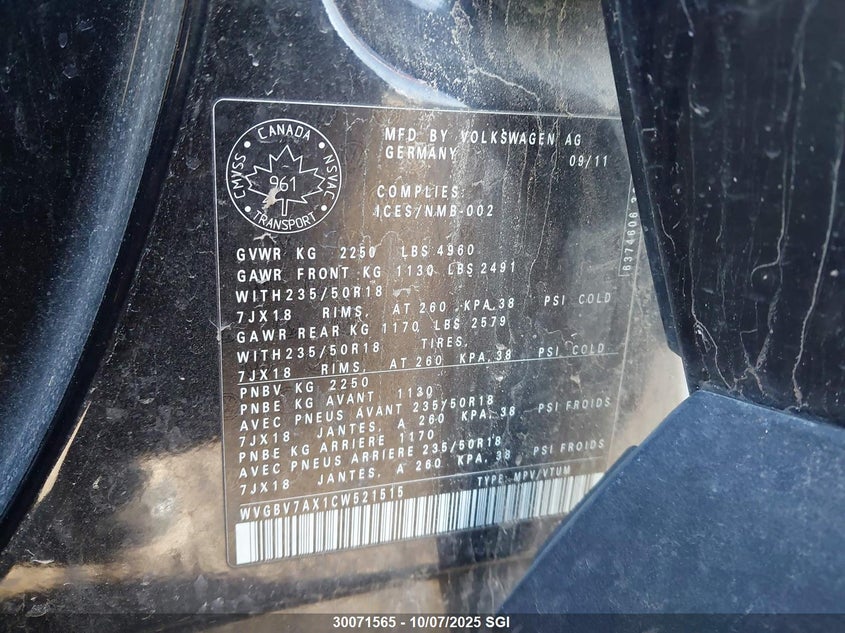 CANADA
CMVSS
961
NSVAC
TRANSPORT
MFD BY VOLKSWAGEN AG
GERMANY
09/11
COMPLIES:
ICES/NMB-002
GVWR KG 2250 LBS 4960
GAWR FRONT KG 1130 LBS 2491
WITH235/50R18
7JX18 RIMS, AT 260 KPA,38 PSI COLD
GAWR REAR KG 1170 LBS 2579
WITH235/50R18 TIRES,
7JX18 RIMS, AT 260 KPA,38 PSI COLD
PNBV KG 2250
PNBE KG AVANT 1130
AVEC PNEUS AVANT 235/50R18
7JX18 JANTES, A 260 KPA,38 PSI FROIDS
PNBE KG ARRIERE 1170
AVEC PNEUS ARRIERE 235/50R18
7JX18 JANTES, A 260 KPA,38 PSI FROIDS
TYPE: MPV/VTUM
WVGBV7AX1CW521515
6374606
30071565 - 10/07/2025 SGI